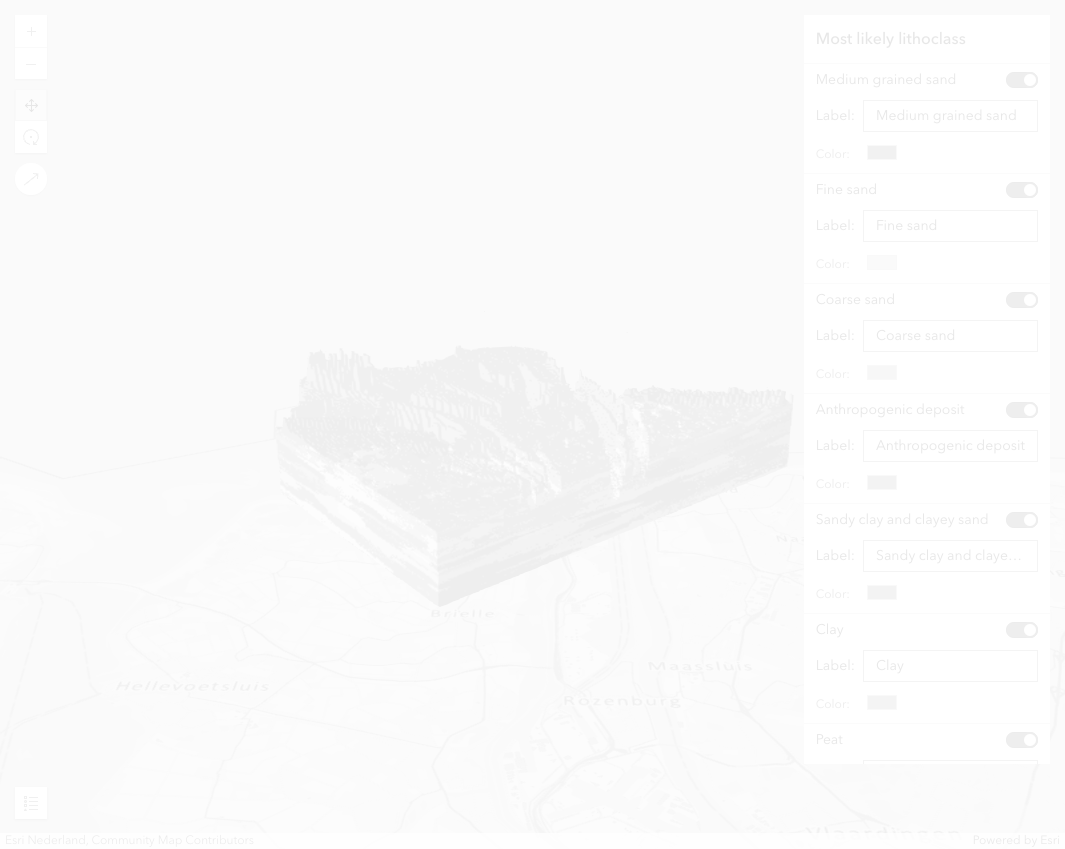 Most likely lithoclass
Medium grained sand
Label: Medium grained sand
Color:
Fine sand
Label: Fine sand
Color:
Coarse sand
Label: Coarse sand
Color:
Anthropogenic deposit
Label: Anthropogenic deposit
Color:
Sandy clay and clayey sand
Label: Sandy clay and claye...
Color:
Clay
Label: Clay
Color:
Peat
Brielle
Maassluis
Hellevoetsluis
Rozenburg
Vlaardingen
Esri Nederland, Community Map Contributors
Powered by Esri